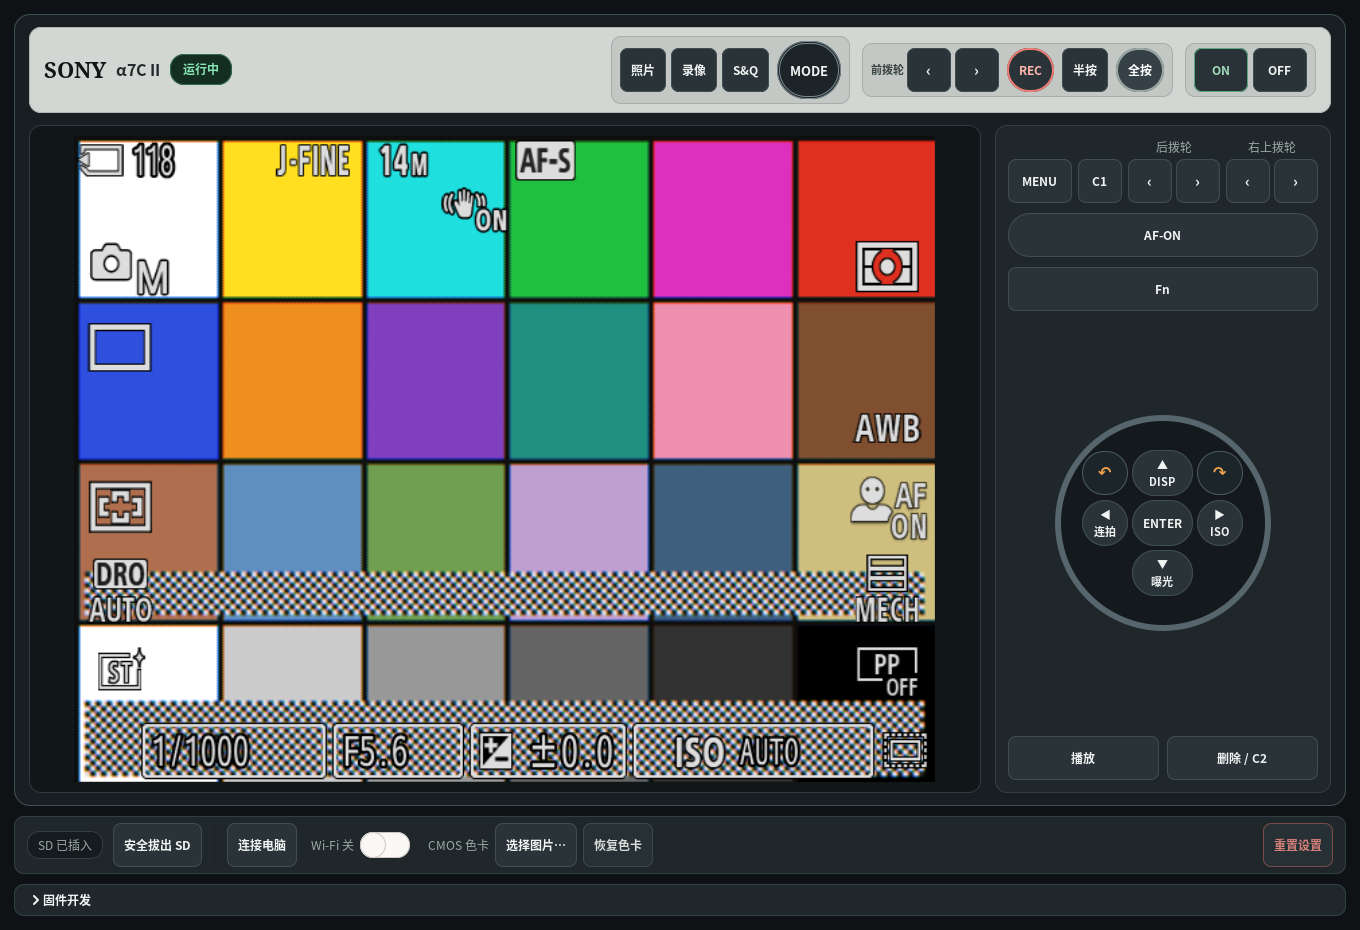 SONY α7C II 运行中 照片 录像 S&Q MODE 前拨轮 ‹ › REC 半按 全按 ON OFF
118 J-FINE 14M AF-S
ON
M
AWB
AF
ON
DRO
AUTO
MECH
ST
PP
OFF
1/1000 F5.6 ±0.0 ISO AUTO
后拨轮 右上拨轮
MENU C1 ‹ › ‹ ›
AF-ON
Fn
DISP
连拍 ENTER ISO
曝光
播放 删除 / C2
SD 已插入 安全拔出 SD 连接电脑 Wi-Fi 关 CMOS 色卡 选择图片… 恢复色卡 重置设置
固件开发